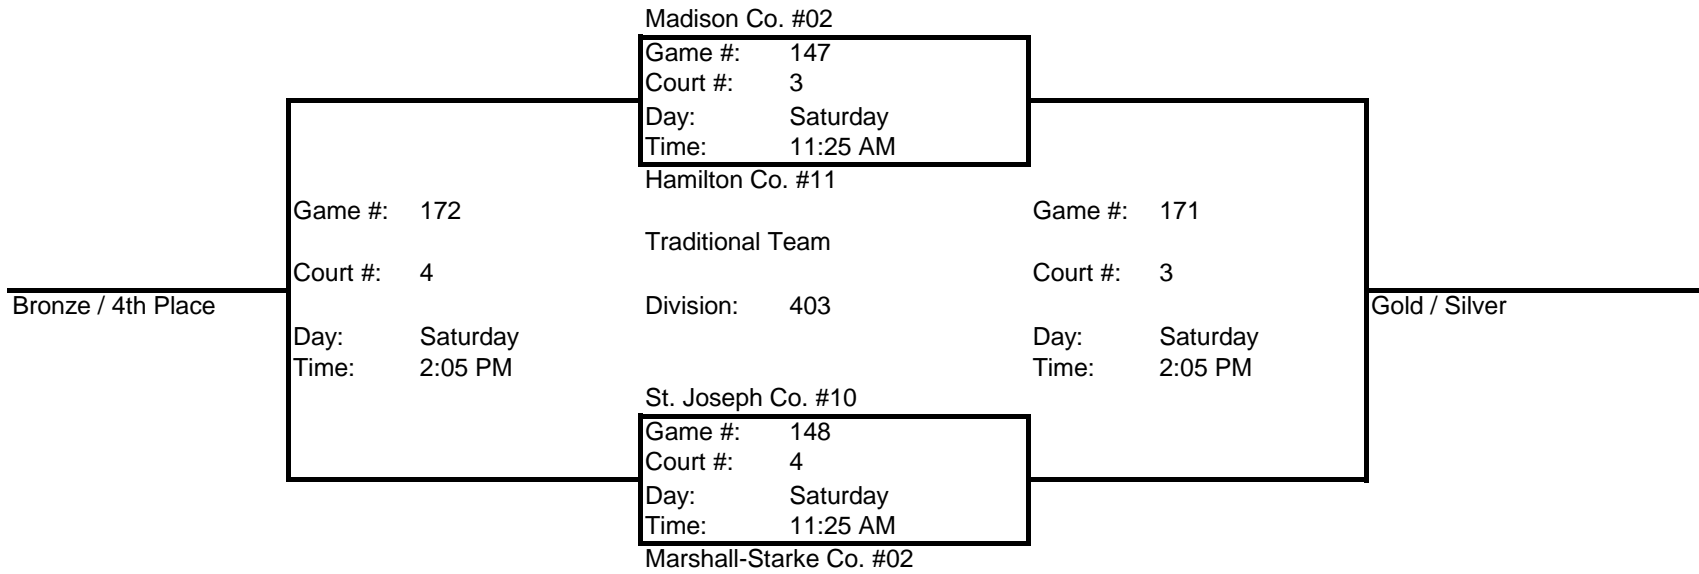 Madison Co. #02
Game #: 147
Court #: 3
Day: Saturday
Time: 11:25 AM
Hamilton Co. #11
Game #: 172
Court #: 4
Bronze / 4th Place
Day: Saturday
Time: 2:05 PM
Traditional Team
Division: 403
Game #: 171
Court #: 3
Gold / Silver
Day: Saturday
Time: 2:05 PM
St. Joseph Co. #10
Game #: 148
Court #: 4
Day: Saturday
Time: 11:25 AM
Marshall-Starke Co. #02